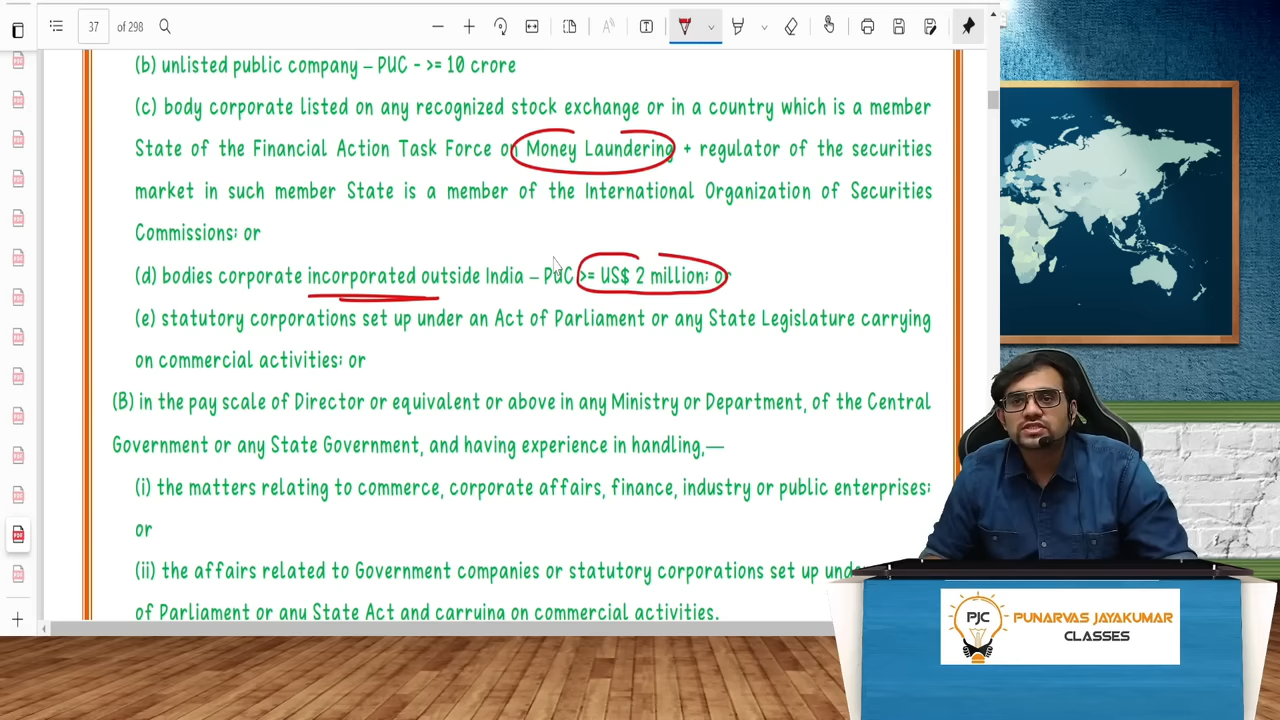 37 of 298
(b) unlisted public company – PUC - >= 10 crore
(c) body corporate listed on any recognized stock exchange or in a country which is a member
State of the Financial Action Task Force on Money Laundering + regulator of the securities
market in such member State is a member of the International Organization of Securities
Commissions; or
(d) bodies corporate incorporated outside India – PUC >= US$ 2 million; or
(e) statutory corporations set up under an Act of Parliament or any State Legislature carrying
on commercial activities; or
(B) in the pay scale of Director or equivalent or above in any Ministry or Department, of the Central
Government or any State Government, and having experience in handling,—
(i) the matters relating to commerce, corporate affairs, finance, industry or public enterprises;
or
(ii) the affairs related to Government companies or statutory corporations set up
of Parliament or any State Act and carrying on commercial activities.
PJC PUNARVAS JAYAKUMAR
CLASSES